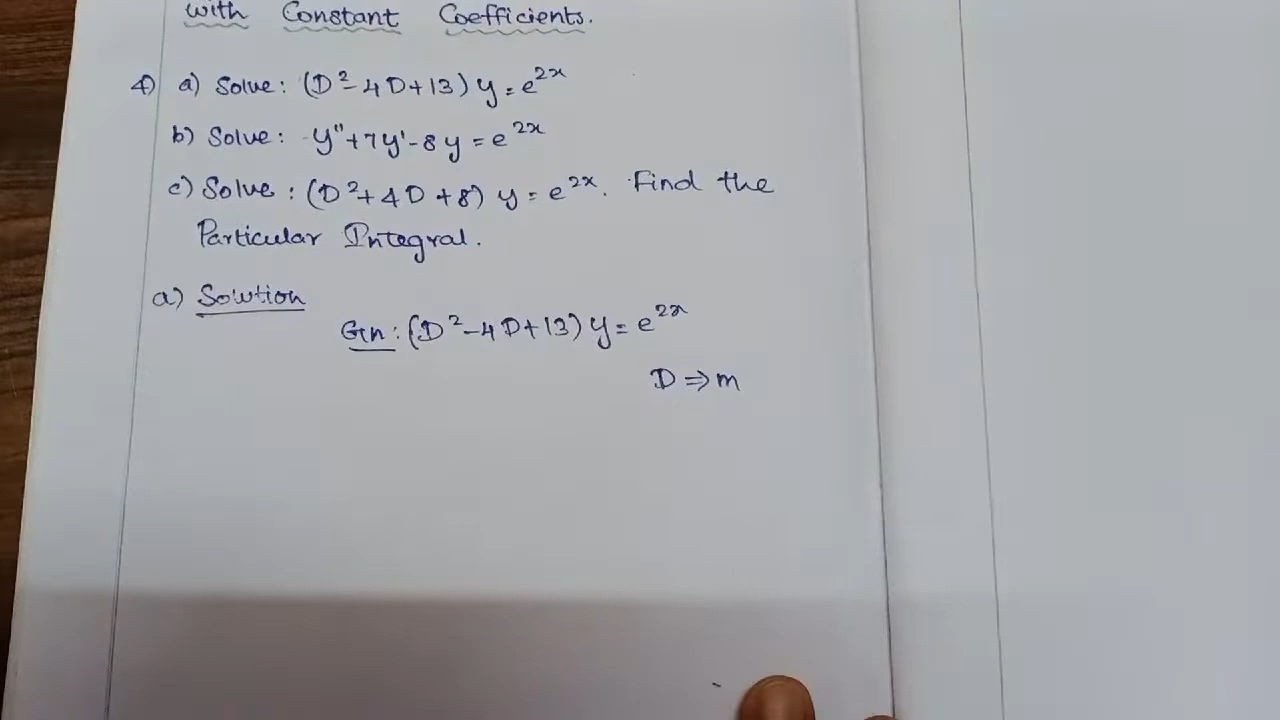 with Constant Coefficients.
4) a) Solve: (D²-4D+13) y = e^2x
b) Solve: y"+7y'-8y = e^2x
c) Solve: (D²+4D+8) y = e^2x. Find the
Particular Integral.
a) Solution
Gn: (D²-4D+13) y = e^2x
D ⇒ m